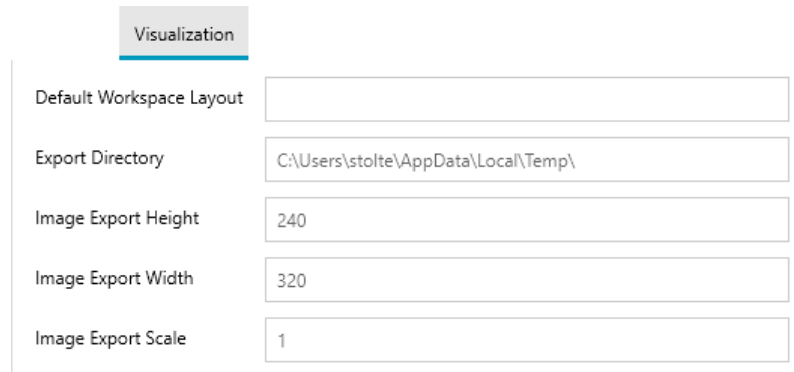 Visualization
Default Workspace Layout
Export Directory C:\Users\stolte\AppData\Local\Temp\
Image Export Height 240
Image Export Width 320
Image Export Scale 1